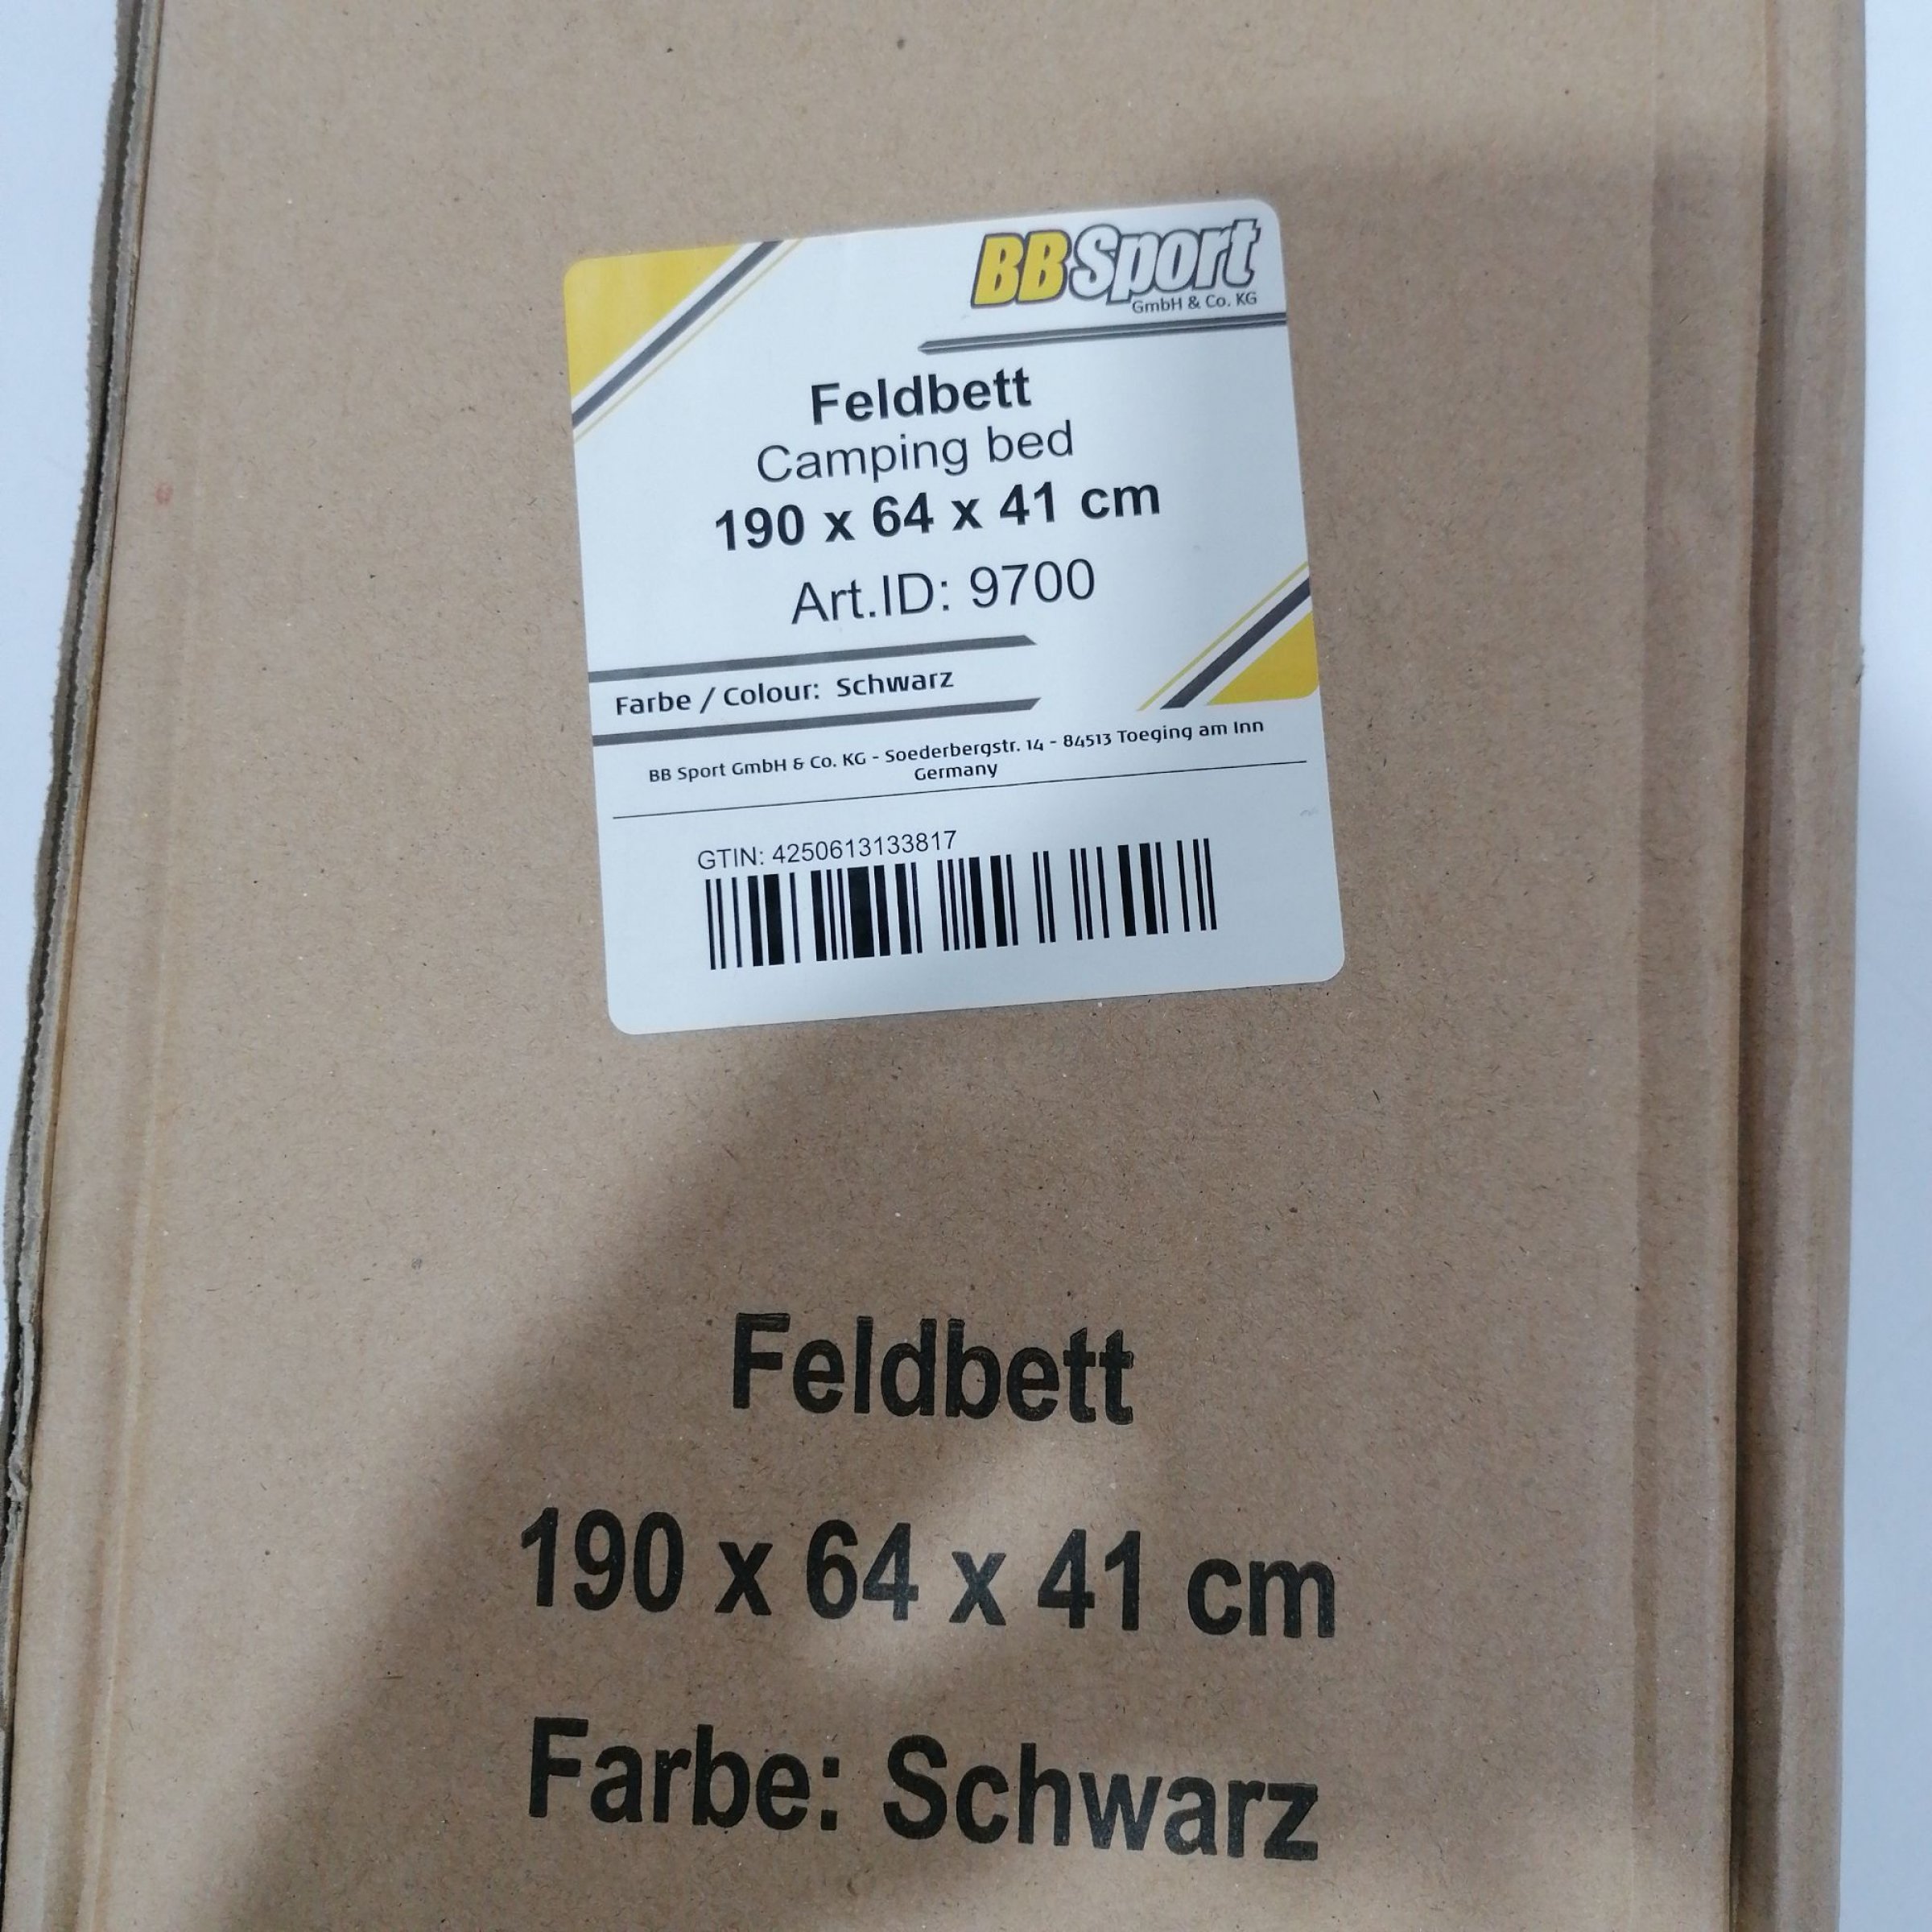 BBSport
GmbH & Co. KG
Feldbett
Camping bed
190 x 64 x 41 cm
Art.ID: 9700
Farbe / Colour: Schwarz
BB Sport GmbH & Co. KG - Soederbergstr. 14 - 84513 Toeging am Inn
Germany
GTIN: 4250613133817
Feldbett
190 x 64 x 41 cm
Farbe: Schwarz